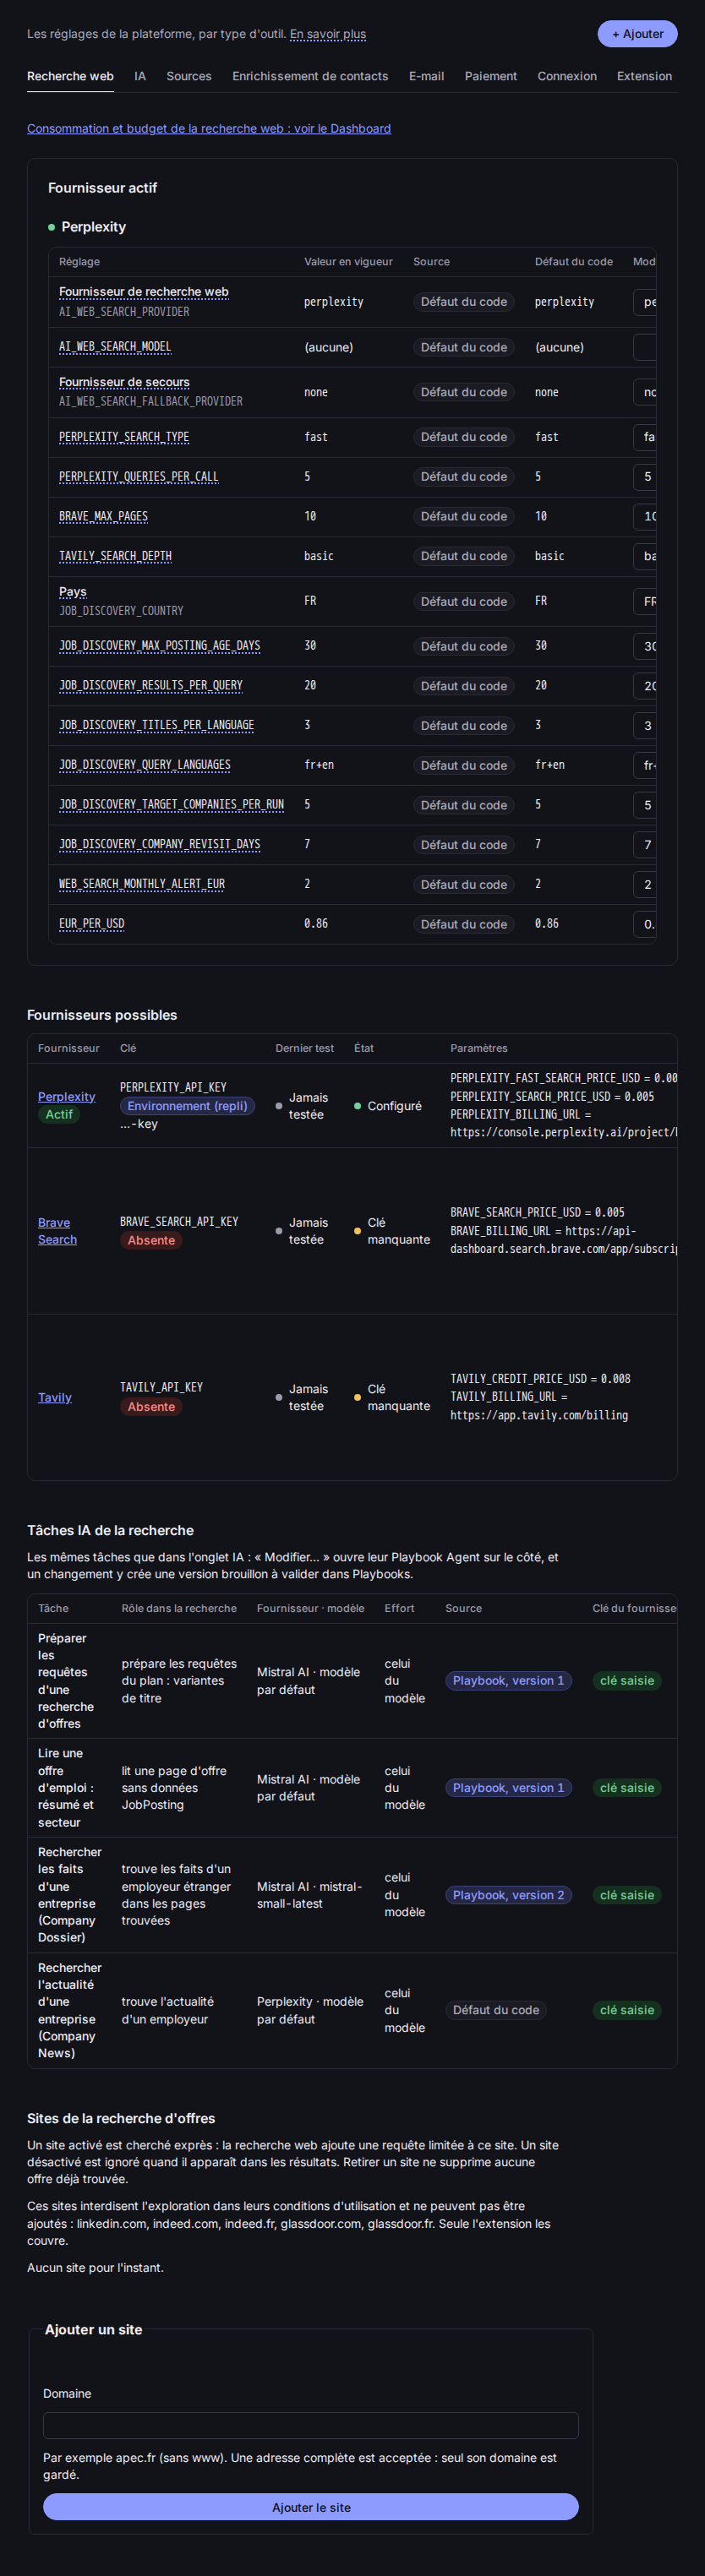 Les réglages de la plateforme, par type d'outil. En savoir plus
+ Ajouter
Recherche web IA Sources Enrichissement de contacts E-mail Paiement Connexion Extension
Consommation et budget de la recherche web : voir le Dashboard
Fournisseur actif
Perplexity
Réglage Valeur en vigueur Source Défaut du code
Fournisseur de recherche web
AI_WEB_SEARCH_PROVIDER
perplexity Défaut du code perplexity
AI_WEB_SEARCH_MODEL (aucune) Défaut du code (aucune)
Fournisseur de secours
AI_WEB_SEARCH_FALLBACK_PROVIDER
none Défaut du code none
PERPLEXITY_SEARCH_TYPE fast Défaut du code fast
PERPLEXITY_QUERIES_PER_CALL 5 Défaut du code 5 5
BRAVE_MAX_PAGES 10 Défaut du code 10
TAVILY_SEARCH_DEPTH basic Défaut du code basic
Pays
JOB_DISCOVERY_COUNTRY
FR Défaut du code FR FR
JOB_DISCOVERY_MAX_POSTING_AGE_DAYS 30 Défaut du code 30
JOB_DISCOVERY_RESULTS_PER_QUERY 20 Défaut du code 20
JOB_DISCOVERY_TITLES_PER_LANGUAGE 3 Défaut du code 3 3
JOB_DISCOVERY_QUERY_LANGUAGES fr+en Défaut du code fr+en
JOB_DISCOVERY_TARGET_COMPANIES_PER_RUN 5 Défaut du code 5 5
JOB_DISCOVERY_COMPANY_REVISIT_DAYS 7 Défaut du code 7 7
WEB_SEARCH_MONTHLY_ALERT_EUR 2 Défaut du code 2 2
EUR_PER_USD 0.86 Défaut du code 0.86
Fournisseurs possibles
Fournisseur Clé Dernier test État Paramètres
Perplexity
Actif
PERPLEXITY_API_KEY
Environnement (repli)
…-key
Jamais
testée
Configuré
PERPLEXITY_FAST_SEARCH_PRICE_USD =
PERPLEXITY_SEARCH_PRICE_USD = 0.005
PERPLEXITY_BILLING_URL =
https://console.perplexity.ai/project/
Brave
Search
BRAVE_SEARCH_API_KEY
Absente
Jamais
testée
Clé
manquante
BRAVE_SEARCH_PRICE_USD = 0.005
BRAVE_BILLING_URL = https://api-
dashboard.search.brave.com/app/
Tavily
TAVILY_API_KEY
Absente
Jamais
testée
Clé
manquante
TAVILY_CREDIT_PRICE_USD = 0.008
TAVILY_BILLING_URL =
https://app.tavily.com/billing
Tâches IA de la recherche
Les mêmes tâches que dans l'onglet IA : « Modifier… » ouvre leur Playbook Agent sur le côté, et
un changement y crée une version brouillon à valider dans Playbooks.
Tâche Rôle dans la recherche Fournisseur · modèle Effort Source Clé du
Préparer
les
requêtes
d'une
recherche
d'offres
prépare les requêtes
du plan : variantes
de titre
Mistral AI · modèle
par défaut
celui
du
modèle
Playbook, version 1
clé saisie
Lire une
offre
d'emploi :
résumé et
secteur
lit une page d'offre
sans données
JobPosting
Mistral AI · modèle
par défaut
celui
du
modèle
Playbook, version 1
clé saisie
Rechercher
les faits
d'une
entreprise
(Company
Dossier)
trouve les faits d'un
employeur étranger
dans les pages
trouvées
Mistral AI · mistral-
small-latest
celui
du
modèle
Playbook, version 2
clé saisie
Rechercher
l'actualité
d'une
entreprise
(Company
News)
trouve l'actualité
d'un employeur
Perplexity · modèle
par défaut
celui
du
modèle
Défaut du code
clé saisie
Sites de la recherche d'offres
Un site activé est cherché exprès : la recherche web ajoute une requête limitée à ce site. Un site
désactivé est ignoré quand il apparaît dans les résultats. Retirer un site ne supprime aucune
offre déjà trouvée.
Ces sites interdisent l'exploration dans leurs conditions d'utilisation et ne peuvent pas être
ajoutés : linkedin.com, indeed.com, indeed.fr, glassdoor.com, glassdoor.fr. Seule l'extension les
couvre.
Aucun site pour l'instant.
Ajouter un site
Domaine
Par exemple apec.fr (sans www). Une adresse complète est acceptée : seul son domaine est
gardé.
Ajouter le site